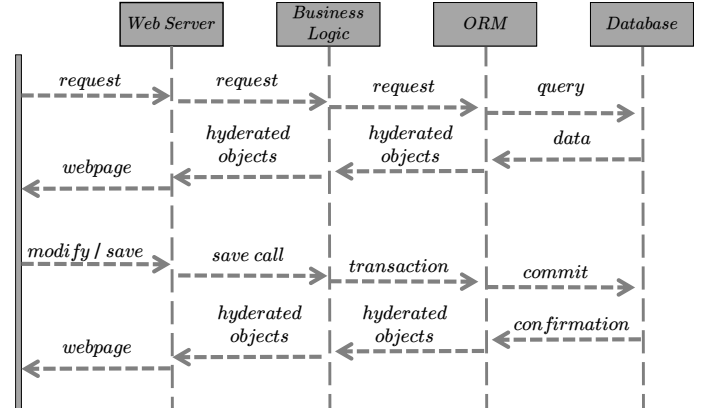 Web Server
Business
Logic
ORM
Database
request
request
request
query
hyderated
objects
hyderated
objects
data
webpage
modify / save
save call
transaction
commit
hyderated
objects
hyderated
objects
confirmation
webpage